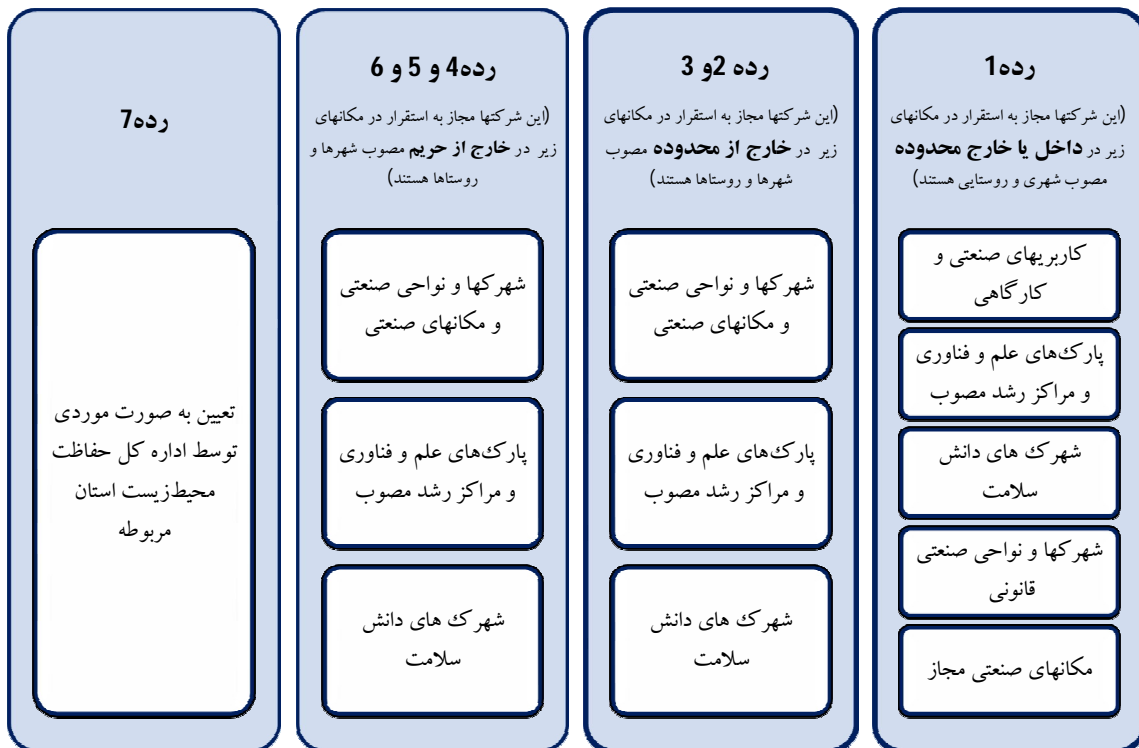 رده1
(این شرکتها مجاز به استقرار در مکانهای
زیر در داخل یا خارج محدوده
مصوب شهری و روستایی هستند)
کاربریهای صنعتی و
کارگاهی
پارک‌های علم و فناوری
و مراکز رشد مصوب
شهرک های دانش
سلامت
شهرکها و نواحی صنعتی
قانونی
مکانهای صنعتی مجاز
رده 2و 3
(این شرکتها مجاز به استقرار در مکانهای
زیر در خارج از محدوده مصوب
شهرها و روستاها هستند)
شهرکها و نواحی صنعتی
و مکانهای صنعتی
پارک‌های علم و فناوری
و مراکز رشد مصوب
شهرک های دانش
سلامت
رده4 و 5 و 6
(این شرکتها مجاز به استقرار در مکانهای
زیر در خارج از حریم مصوب شهرها و
روستاها هستند)
شهرکها و نواحی صنعتی
و مکانهای صنعتی
پارک‌های علم و فناوری
و مراکز رشد مصوب
شهرک های دانش
سلامت
رده7
تعیین به صورت موردی
توسط اداره کل حفاظت
محیط‌زیست استان
مربوطه